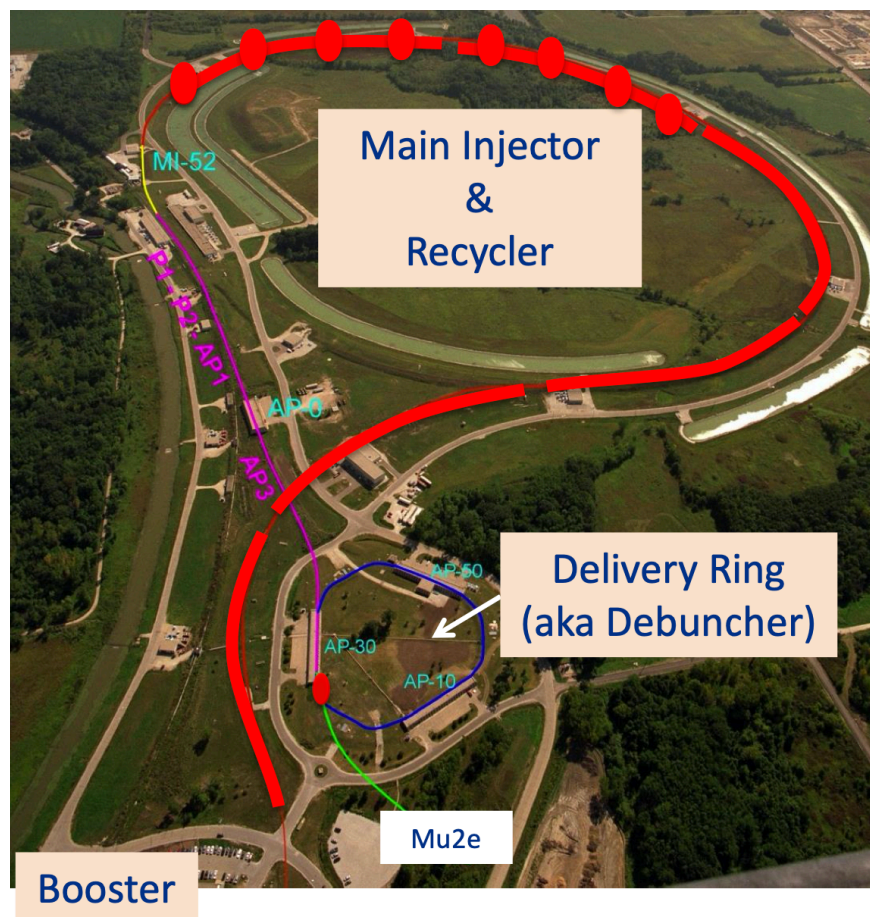 MI-52
Main Injector
&
Recycler
P1 - P2 - AP1
AP-0
AP3
AP-50
Delivery Ring
(aka Debuncher)
AP-30
AP-10
Mu2e
Booster